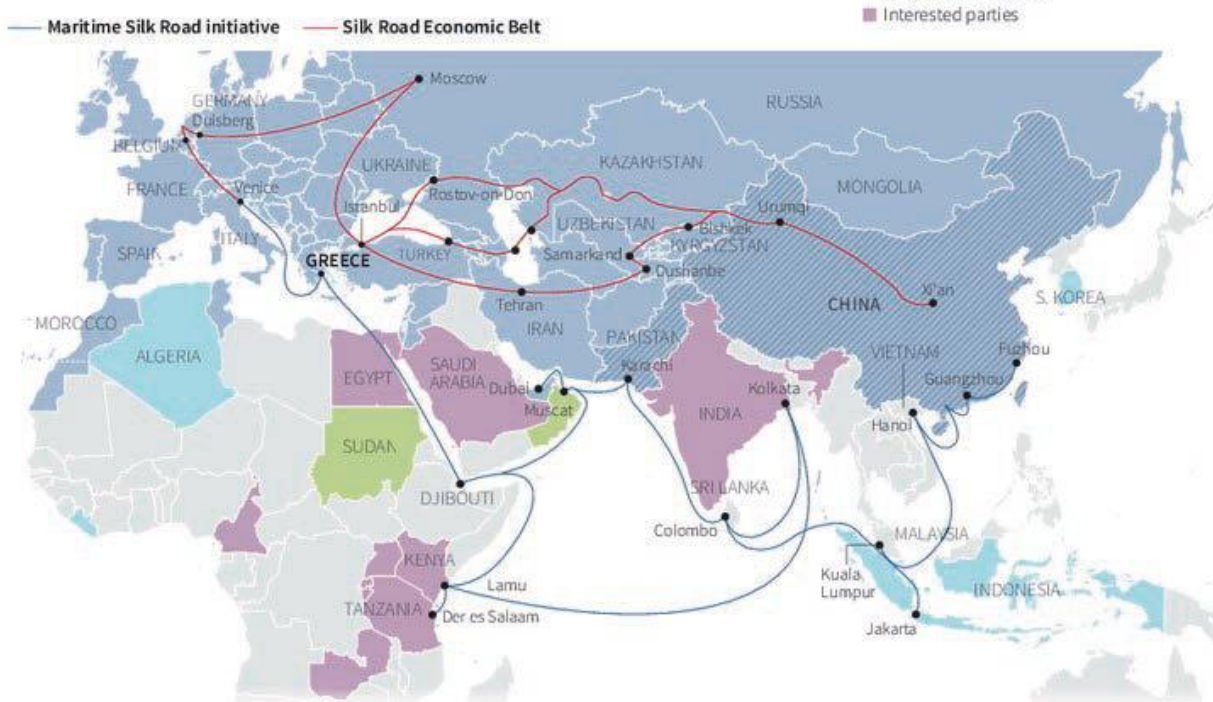 Interested parties
Maritime Silk Road initiative
Silk Road Economic Belt
Moscow
GERMANY
Duisberg
RUSSIA
BELGIUM
UKRAINE
KAZAKHSTAN
FRANCE
Venice
Rostov-on-Don
MONGOLIA
Istanbul
Urumqi
SPAIN
ITALY
UZBEKISTAN
Bishkek
TURKEY
Samarkand
KYRGYZSTAN
GREECE
Dushanbe
Tehran
Xi'an
CHINA
S. KOREA
MOROCCO
IRAN
PAKISTAN
ALGERIA
VIETNAM
Fuzhou
EGYPT
SAUDI
ARABIA
Karachi
Dubai
Kolkata
Guangzhou
Muscat
INDIA
Hanoi
SUDAN
SRI LANKA
DJIBOUTI
Colombo
MALAYSIA
KENYA
Kuala
Lumpur
Lamu
INDONESIA
TANZANIA
Der es Salaam
Jakarta